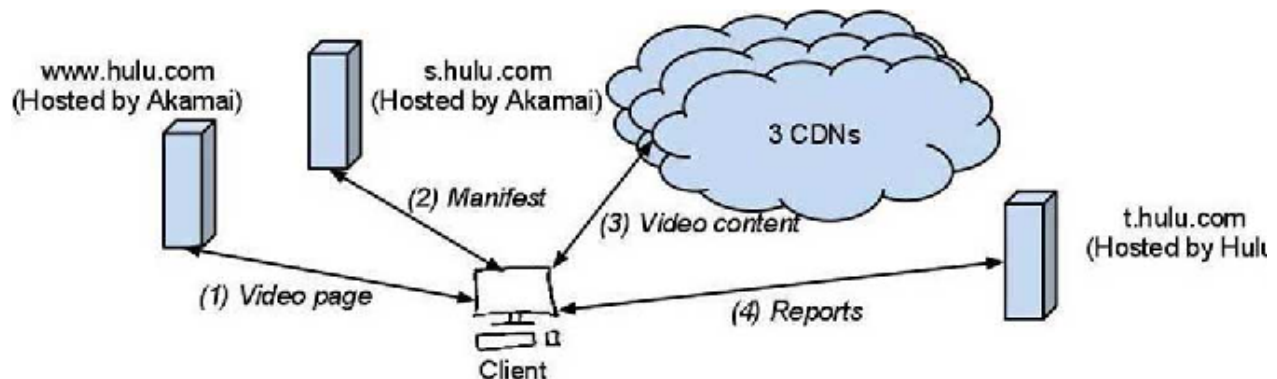 www.hulu.com
(Hosted by Akamai)
s.hulu.com
(Hosted by Akamai)
3 CDNs
(2) Manifest
(3) Video content
t.hulu.com
(Hosted by Hulu
(1) Video page
(4) Reports
Client